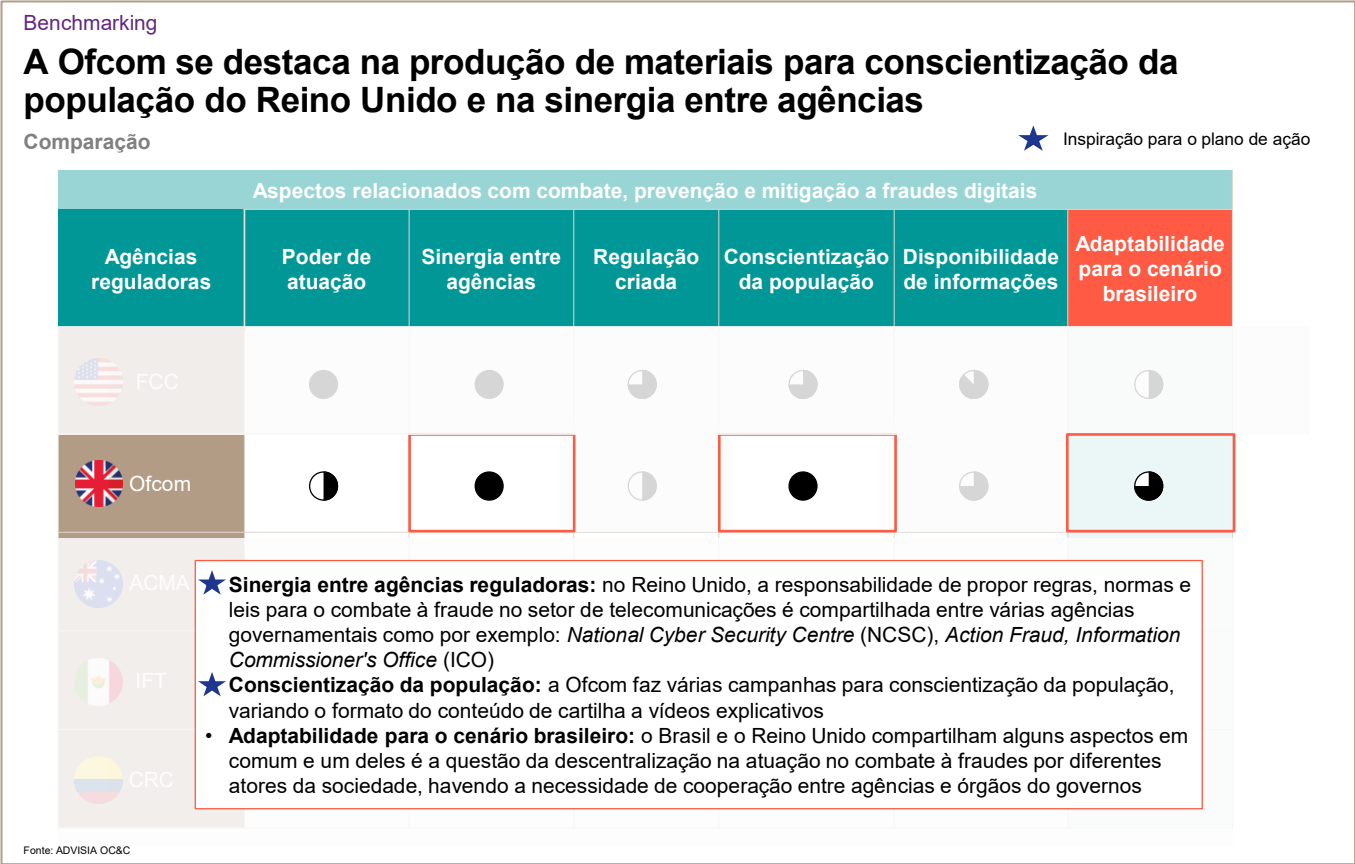 Benchmarking
A Ofcom se destaca na produção de materiais para conscientização da
população do Reino Unido e na sinergia entre agências
Comparação
Inspiração para o plano de ação
Aspectos relacionados com combate, prevenção e mitigação a fraudes digitais
Agências
reguladoras
Poder de
atuação
Sinergia entre
agências
Regulação
criada
Conscientização
da população
Disponibilidade
de informações
Adaptabilidade
para o cenário
brasileiro
FCC
Ofcom
ACMA
IFT
CRC
Sinergia entre agências reguladoras: no Reino Unido, a responsabilidade de propor regras, normas e
leis para o combate à fraude no setor de telecomunicações é compartilhada entre várias agências
governamentais como por exemplo: National Cyber Security Centre (NCSC), Action Fraud, Information
Commissioner's Office (ICO)
Conscientização da população: a Ofcom faz várias campanhas para conscientização da população,
variando o formato do conteúdo de cartilha a vídeos explicativos
• Adaptabilidade para o cenário brasileiro: o Brasil e o Reino Unido compartilham alguns aspectos em
comum e um deles é a questão da descentralização na atuação no combate à fraudes por diferentes
atores da sociedade, havendo a necessidade de cooperação entre agências e órgãos do governos
Fonte: ADVISIA OC&C